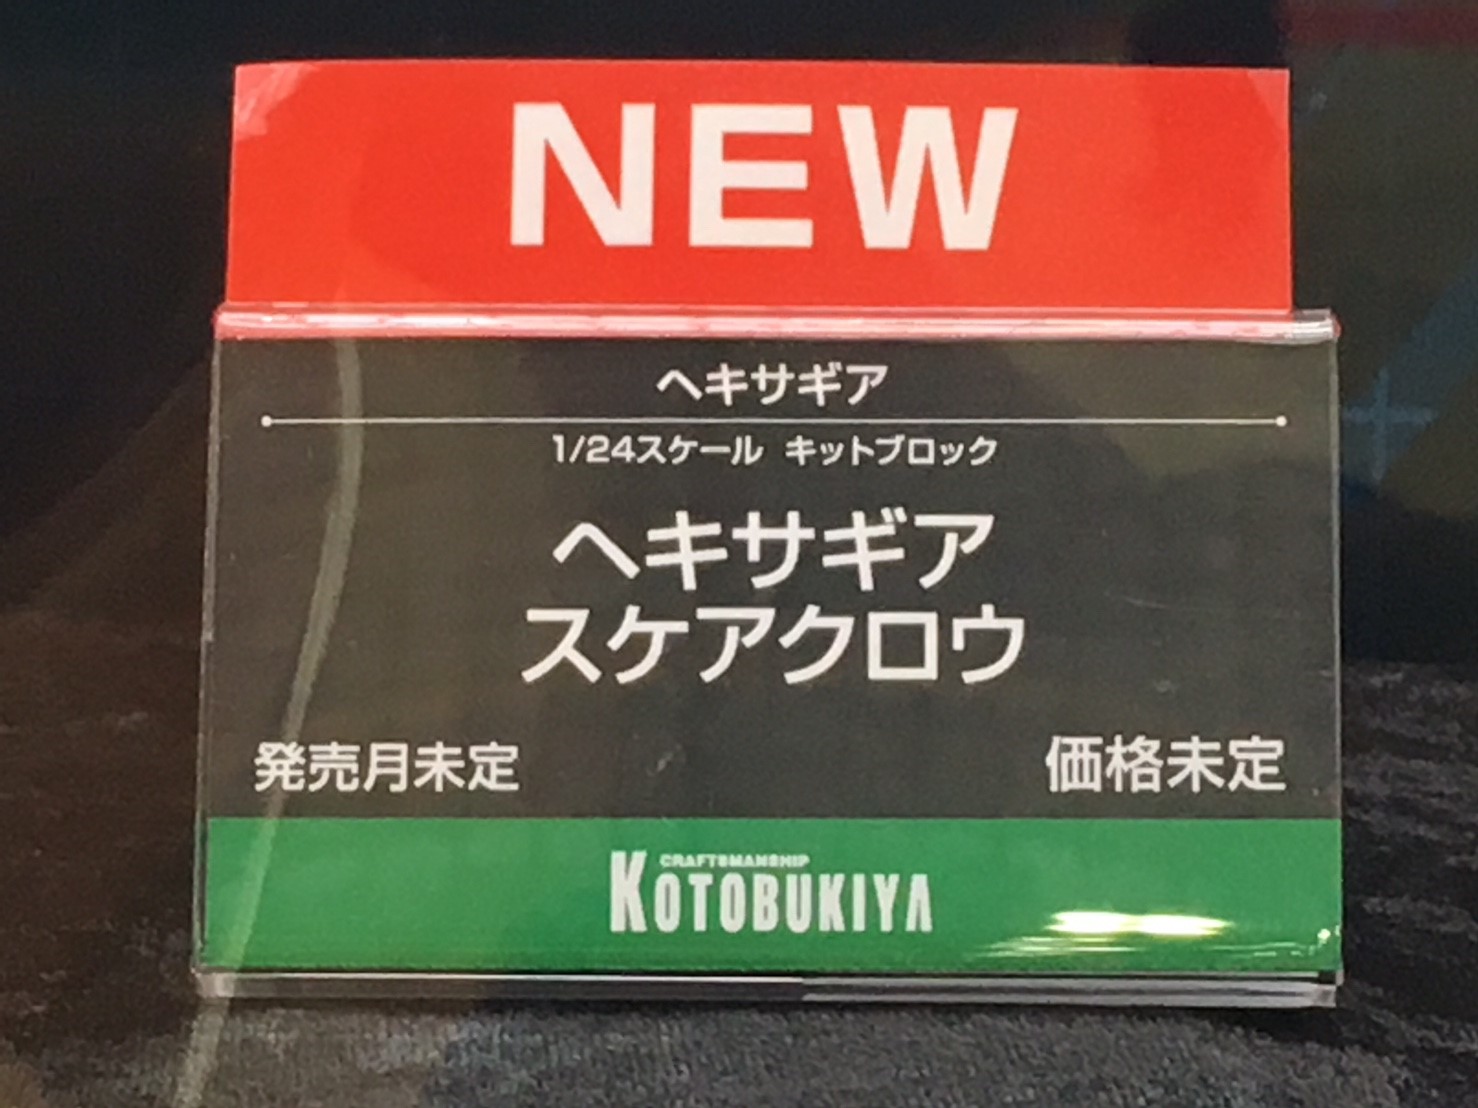 NEW
ヘキサギア
1/24スケール キットブロック
ヘキサギア
スケアクロウ
発売月未定 価格未定
CRAFTSMANSHIP
KOTOBUKIYA